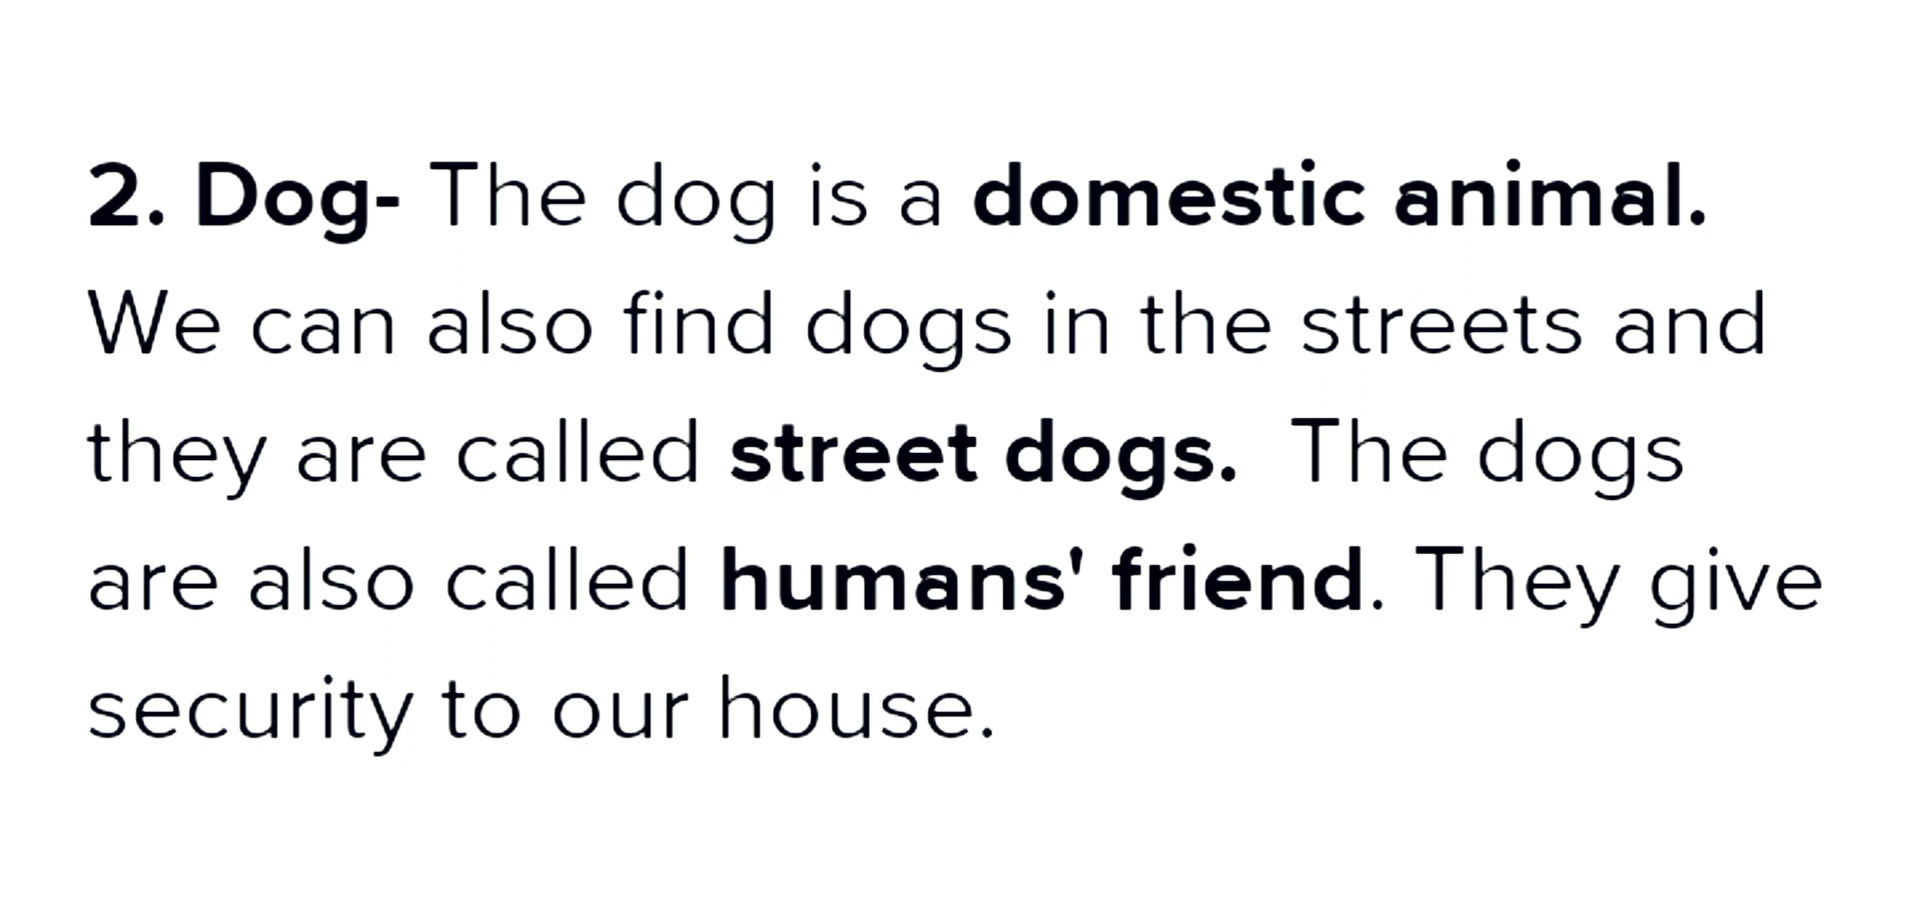 2. Dog- The dog is a domestic animal.
We can also find dogs in the streets and
they are called street dogs.  The dogs
are also called humans' friend. They give
security to our house.